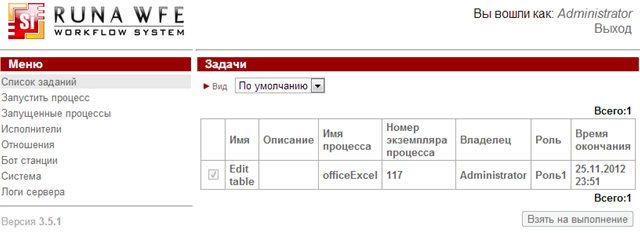 RUNA WFE
WORKFLOW SYSTEM
Вы вошли как: Administrator
Выход
Меню
Список заданий
Запустить процесс
Запущенные процессы
Исполнители
Отношения
Бот станции
Система
Логи сервера
Версия 3.5.1
Задачи
Вид По умолчанию
Всего:1
Имя Описание Имя процесса Номер экземпляра процесса Владелец Роль Время окончания
Edit table officeExcel 117 Administrator Роль1 25.11.2012 23:51
Всего:1
Взять на выполнение